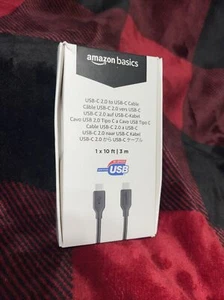 amazon basics
USB-C 2.0 to USB-C Cable
Câble USB-C 2.0 vers USB-C
USB-C 2.0 auf USB-C-Kabel
Cavo USB 2.0 Tipo C a Cavo USB Tipo C
Cable USB-C 2.0 a USB-C
USB-C 2.0 naar USB-C Kabel
USB-C 2.0 から USB-C ケーブル
1 x 10 ft | 3 m
USB